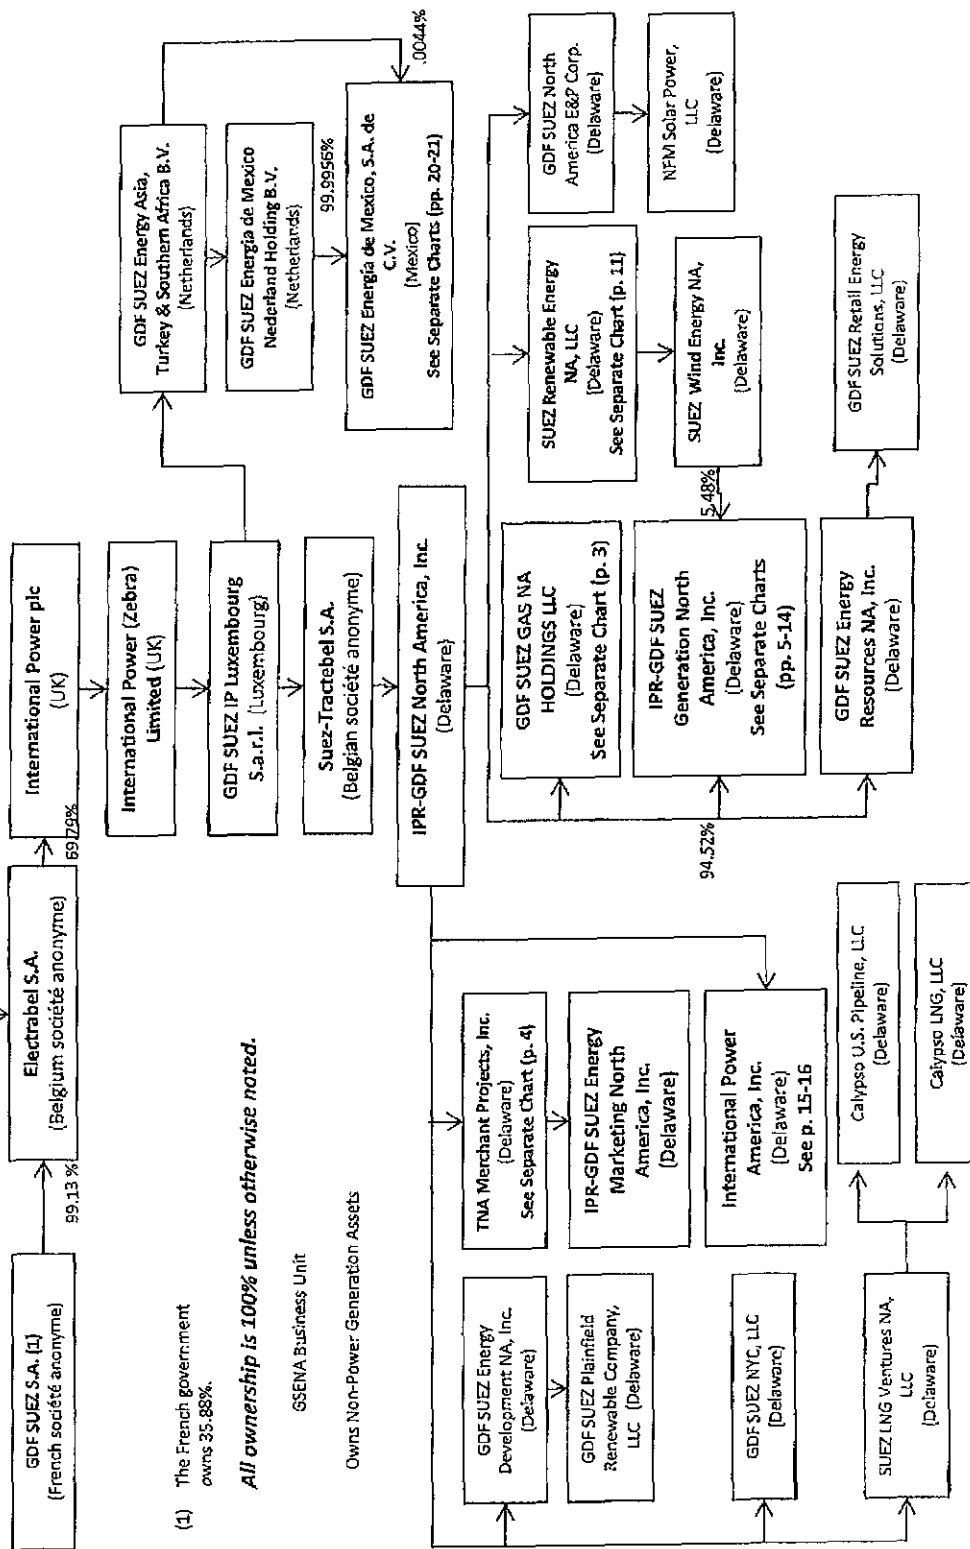 GDF SUEZ S.A. (1)
(French société anonyme)
99.13 %
Electrabel S.A.
(Belgium société anonyme)
69.79%
International Power plc
(UK)
International Power (Zebra)
Limited (UK)
GDF SUEZ IP Luxembourg
S.a.r.l. (Luxembourg)
Suez-Tractebel S.A.
(Belgian société anonyme)
IPR-GDF SUEZ North America, Inc.
(Delaware)
GDF SUEZ Energy Asia,
Turkey & Southern Africa B.V.
(Netherlands)
GDF SUEZ Energia de Mexico
Nederland Holding B.V.
(Netherlands)
99.9956%
.0044%
GDF SUEZ Energía de Mexico, S.A. de
C.V.
(Mexico)
See Separate Charts (pp. 20-21)
(1) The French government
owns 35.88%.
All ownership is 100% unless otherwise noted.
GSENA Business Unit
Owns Non-Power Generation Assets
GDF SUEZ Energy
Development NA, Inc.
(Delaware)
GDF SUEZ Plainfield
Renewable Company,
LLC (Delaware)
GDF SUEZ NYC, LLC
(Delaware)
SUEZ LNG Ventures NA,
LLC
(Delaware)
TNA Merchant Projects, Inc.
(Delaware)
See Separate Chart (p. 4)
IPR-GDF SUEZ Energy
Marketing North
America, Inc.
(Delaware)
International Power
America, Inc.
(Delaware)
See p. 15-16
Calypso U.S. Pipeline, LLC
(Delaware)
Calypso LNG, LLC
(Delaware)
GDF SUEZ GAS NA
HOLDINGS LLC
(Delaware)
See Separate Chart (p. 3)
94.52%
IPR-GDF SUEZ
Generation North
America, Inc.
(Delaware)
See Separate Charts
(pp. 5-14)
GDF SUEZ Energy
Resources NA, Inc.
(Delaware)
SUEZ Renewable Energy
NA, LLC
(Delaware)
See Separate Chart (p. 11)
SUEZ Wind Energy NA,
Inc.
(Delaware)
5.48%
GDF SUEZ Retail Energy
Solutions, LLC
(Delaware)
GDF SUEZ North
America E&P Corp.
(Delaware)
NFM Solar Power,
LLC
(Delaware)